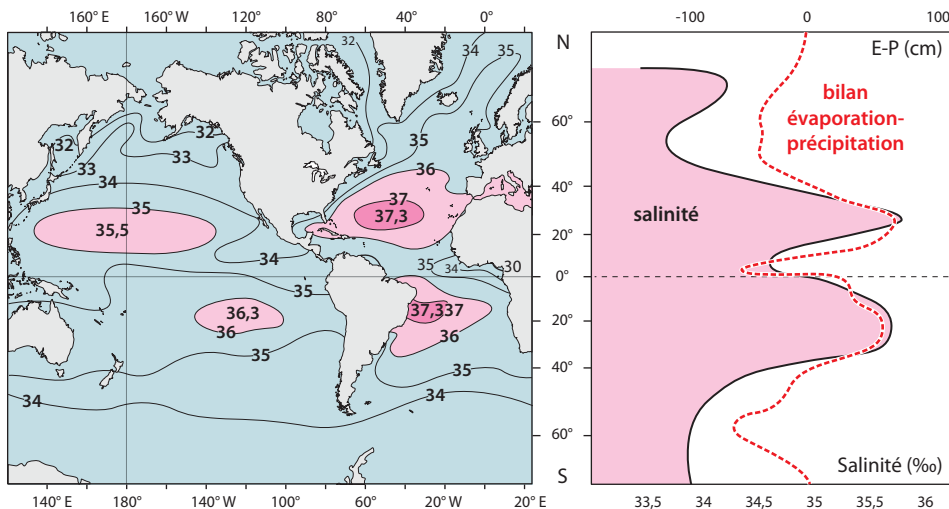 160° E 160° W 120° 80 40 0°
N
-100 0 100
E-P (cm)
bilan
évaporation-
précipitation
salinité
32 34 35
32 32 35
33 33 36
34 37
35 37,3
35,5
34 35 34 30
35
36,3 37,337
36 36
35 35
34 34
60°
40°
20°
0°
20°
40°
60°
S
Salinité (‰)
140° E 180° 140° 100° 60 20° 20 E
33,5 34 34,5 35 35,5 36